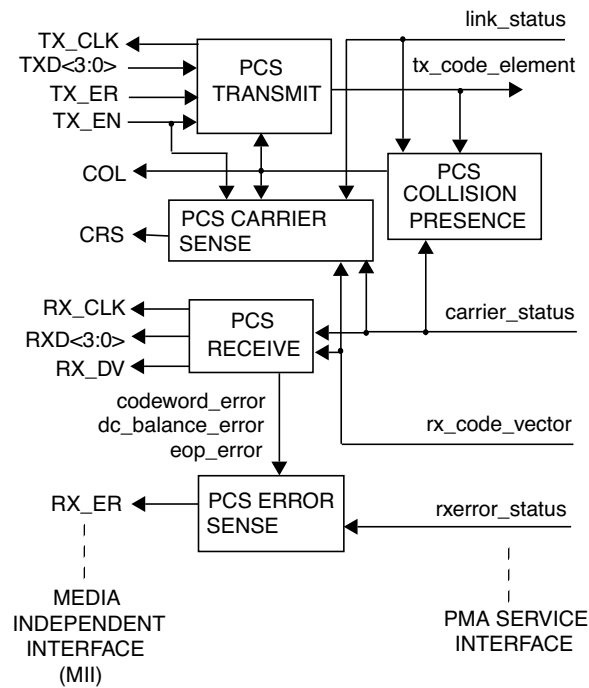 link_status
TX_CLK
TXD<3:0>
TX_ER
TX_EN
PCS
TRANSMIT
tx_code_element
COL
PCS
COLLISION
PRESENCE
CRS
PCS CARRIER
SENSE
RX_CLK
RXD<3:0>
RX_DV
PCS
RECEIVE
carrier_status
codeword_error
dc_balance_error
eop_error
rx_code_vector
RX_ER
PCS ERROR
SENSE
rxerror_status
MEDIA
INDEPENDENT
INTERFACE
(MII)
PMA SERVICE
INTERFACE